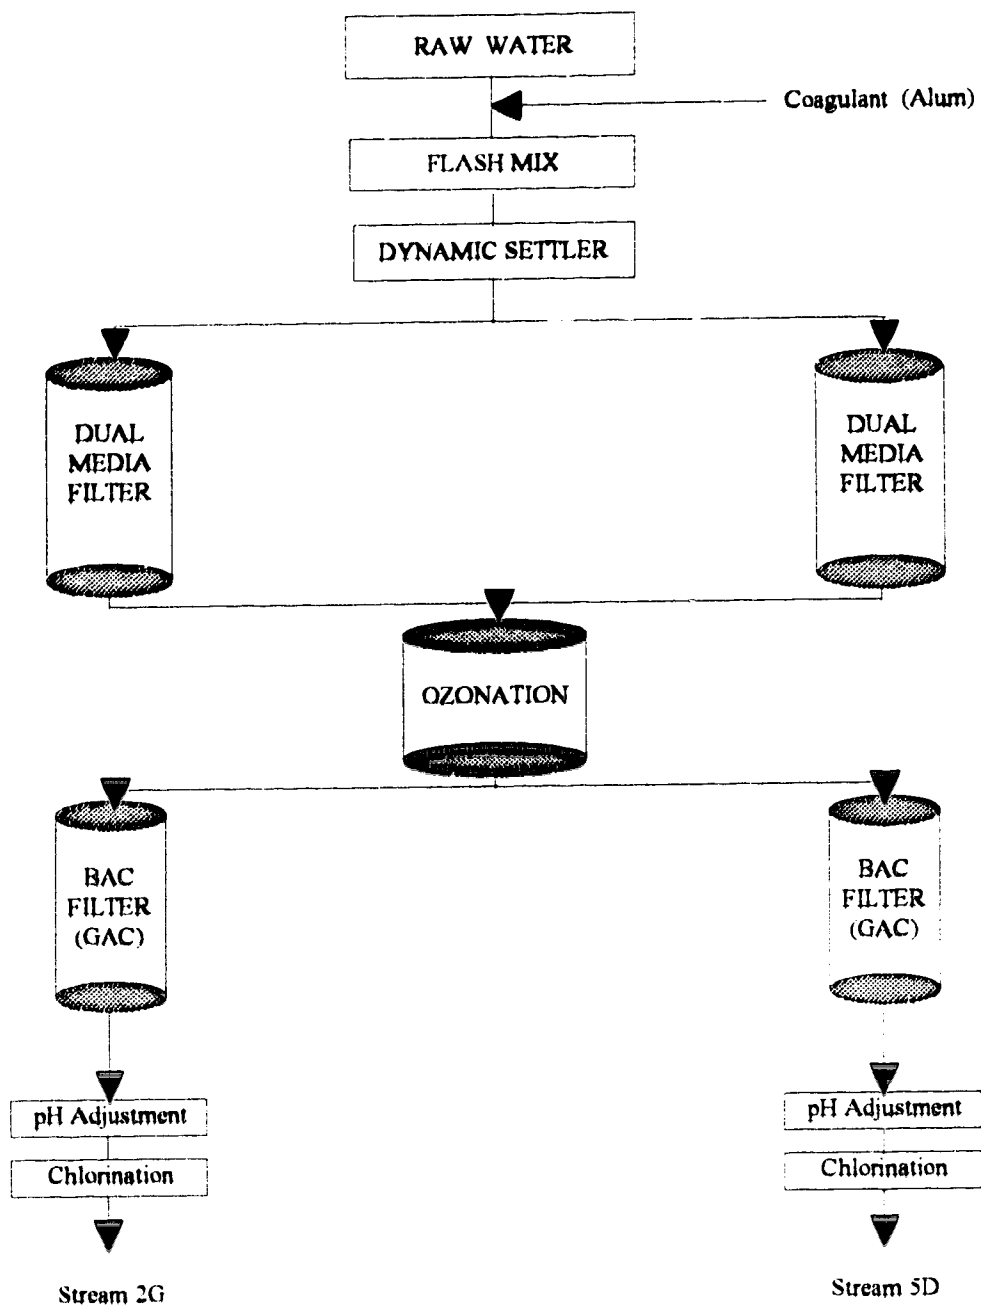 RAW WATER
Coagulant (Alum)
FLASH MIX
DYNAMIC SETTLER
DUAL
MEDIA
FILTER
DUAL
MEDIA
FILTER
OZONATION
BAC
FILTER
(GAC)
BAC
FILTER
(GAC)
pH Adjustment
Chlorination
Stream 2G
pH Adjustment
Chlorination
Stream 5D